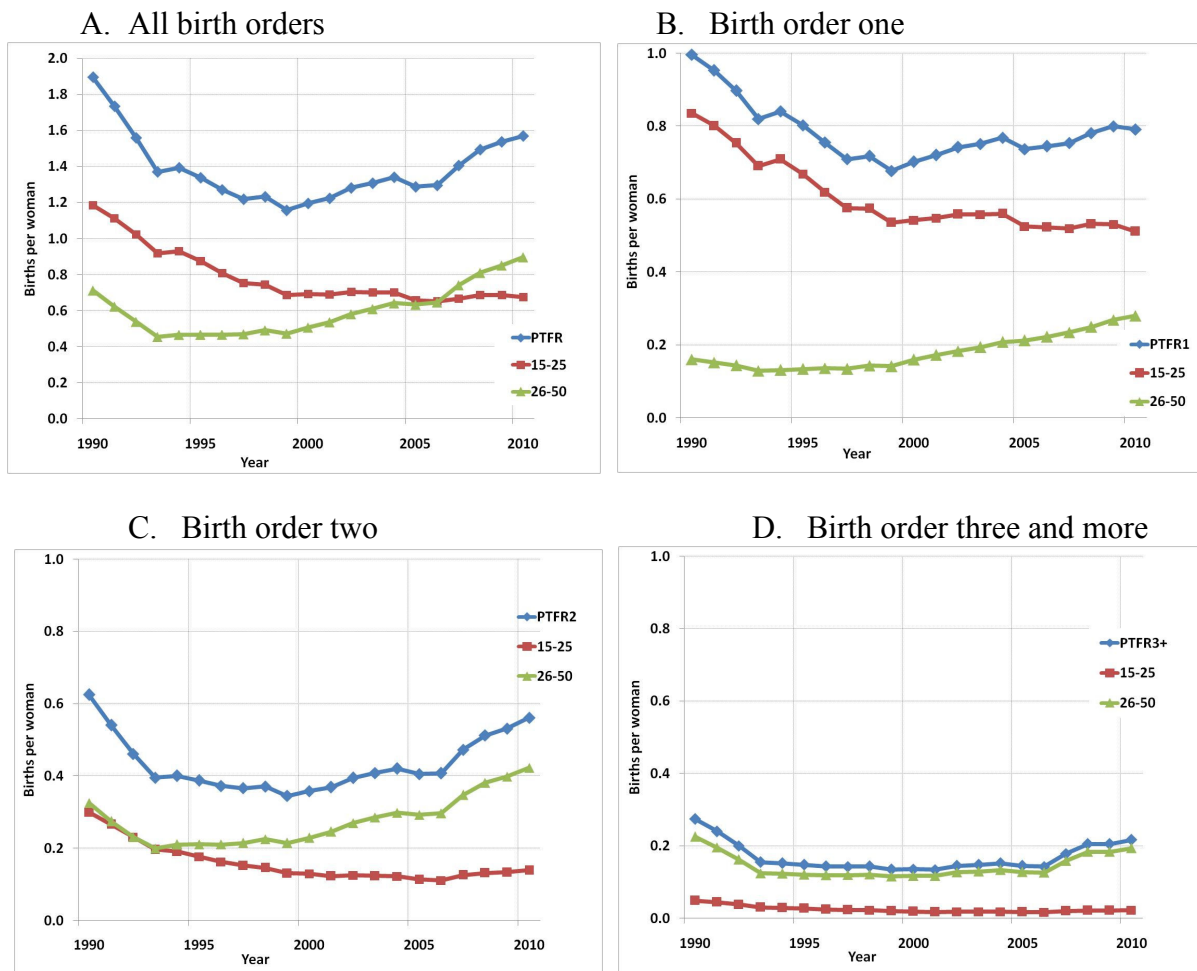 A. All birth orders
2.0
1.8
1.6
1.4
1.2
1.0
0.8
0.6
0.4
0.2
0.0
Births per woman
PTFR
15-25
26-50
1990 1995 2000 2005 2010
Year
B. Birth order one
1.0
0.8
0.6
0.4
0.2
0.0
Births per woman
PTFR1
15-25
26-50
1990 1995 2000 2005 2010
Year
C. Birth order two
1.0
0.8
0.6
0.4
0.2
0.0
Births per woman
PTFR2
15-25
26-50
1990 1995 2000 2005 2010
Year
D. Birth order three and more
1.0
0.8
0.6
0.4
0.2
0.0
Births per woman
PTFR3+
15-25
26-50
1990 1995 2000 2005 2010
Year